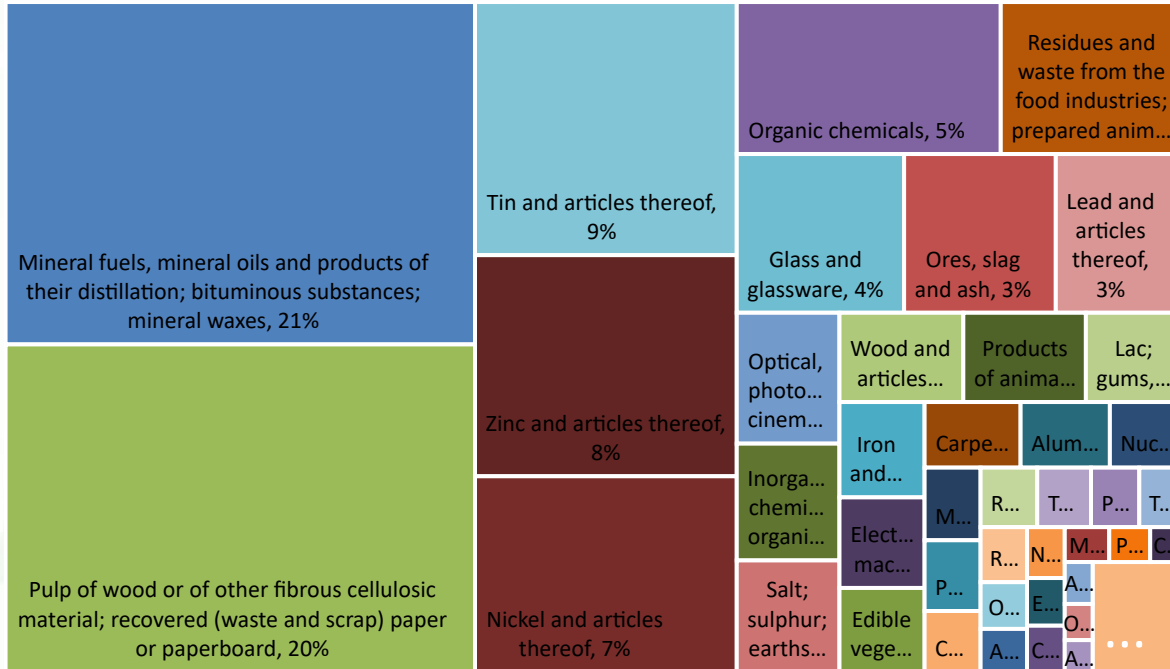 Mineral fuels, mineral oils and products of
their distillation; bituminous substances;
mineral waxes, 21%
Pulp of wood or of other fibrous cellulosic
material; recovered (waste and scrap) paper
or paperboard, 20%
Tin and articles thereof,
9%
Zinc and articles thereof,
8%
Nickel and articles
thereof, 7%
Organic chemicals, 5%
Residues and
waste from the
food industries;
prepared anim...
Glass and
glassware, 4%
Ores, slag
and ash, 3%
Lead and
articles
thereof,
3%
Optical,
photo...
cinem...
Inorga...
chemi...
organi...
Salt;
sulphur;
earths...
Wood and
articles...
Products
of anima...
Lac;
gums,...
Iron
and...
Elect...
mac...
Edible
vege...
Carpe...
Alum...
Nuc...
M...
P...
C...
R...
T...
P...
T...
R...
O...
A...
N...
E...
C...
M...
P...
C...
A...
O...
A...
...